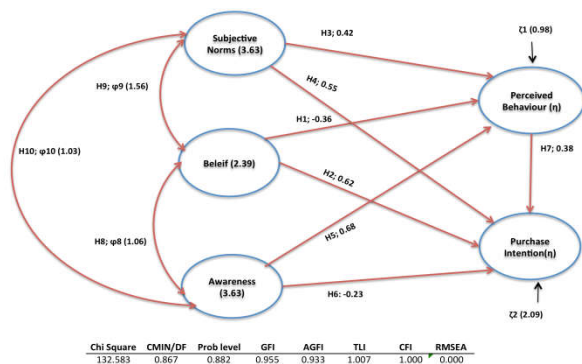 ζ1 (0.98)
Subjective
Norms (3.63)
H3; 0.42
H4; 0.55
H9; φ9 (1.56)
Perceived
Behaviour (η)
H1; -0.36
H10; φ10 (1.03)
Beleif (2.39)
H7; 0.38
H2; 0.62
H8; φ8 (1.06)
H5; 0.68
Awareness
(3.63)
Purchase
Intention(η)
H6: -0.23
ζ2 (2.09)
Chi Square CMIN/DF Prob level GFI AGFI TLI CFI RMSEA
132.583 0.867 0.882 0.955 0.933 1.007 1.000 0.000